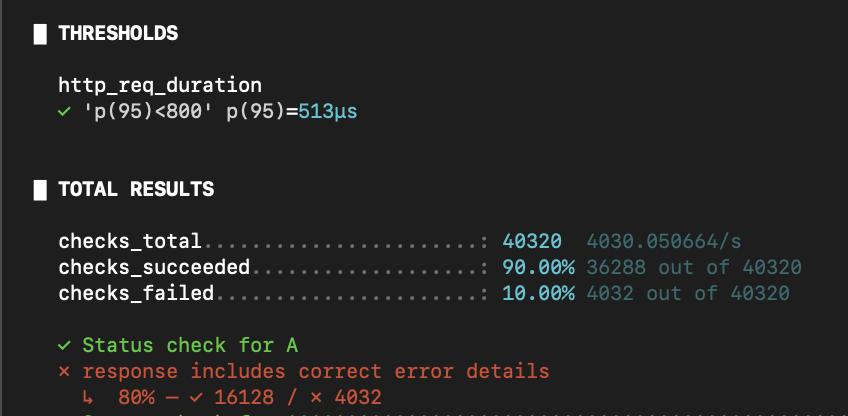 █ THRESHOLDS
http_req_duration
✓ 'p(95)<800' p(95)=513µs
█ TOTAL RESULTS
checks_total.......................: 40320  4030.050664/s
checks_succeeded...................: 90.00% 36288 out of 40320
checks_failed......................: 10.00% 4032 out of 40320
✓ Status check for A
✗ response includes correct error details
↳  80% — ✓ 16128 / ✗ 4032